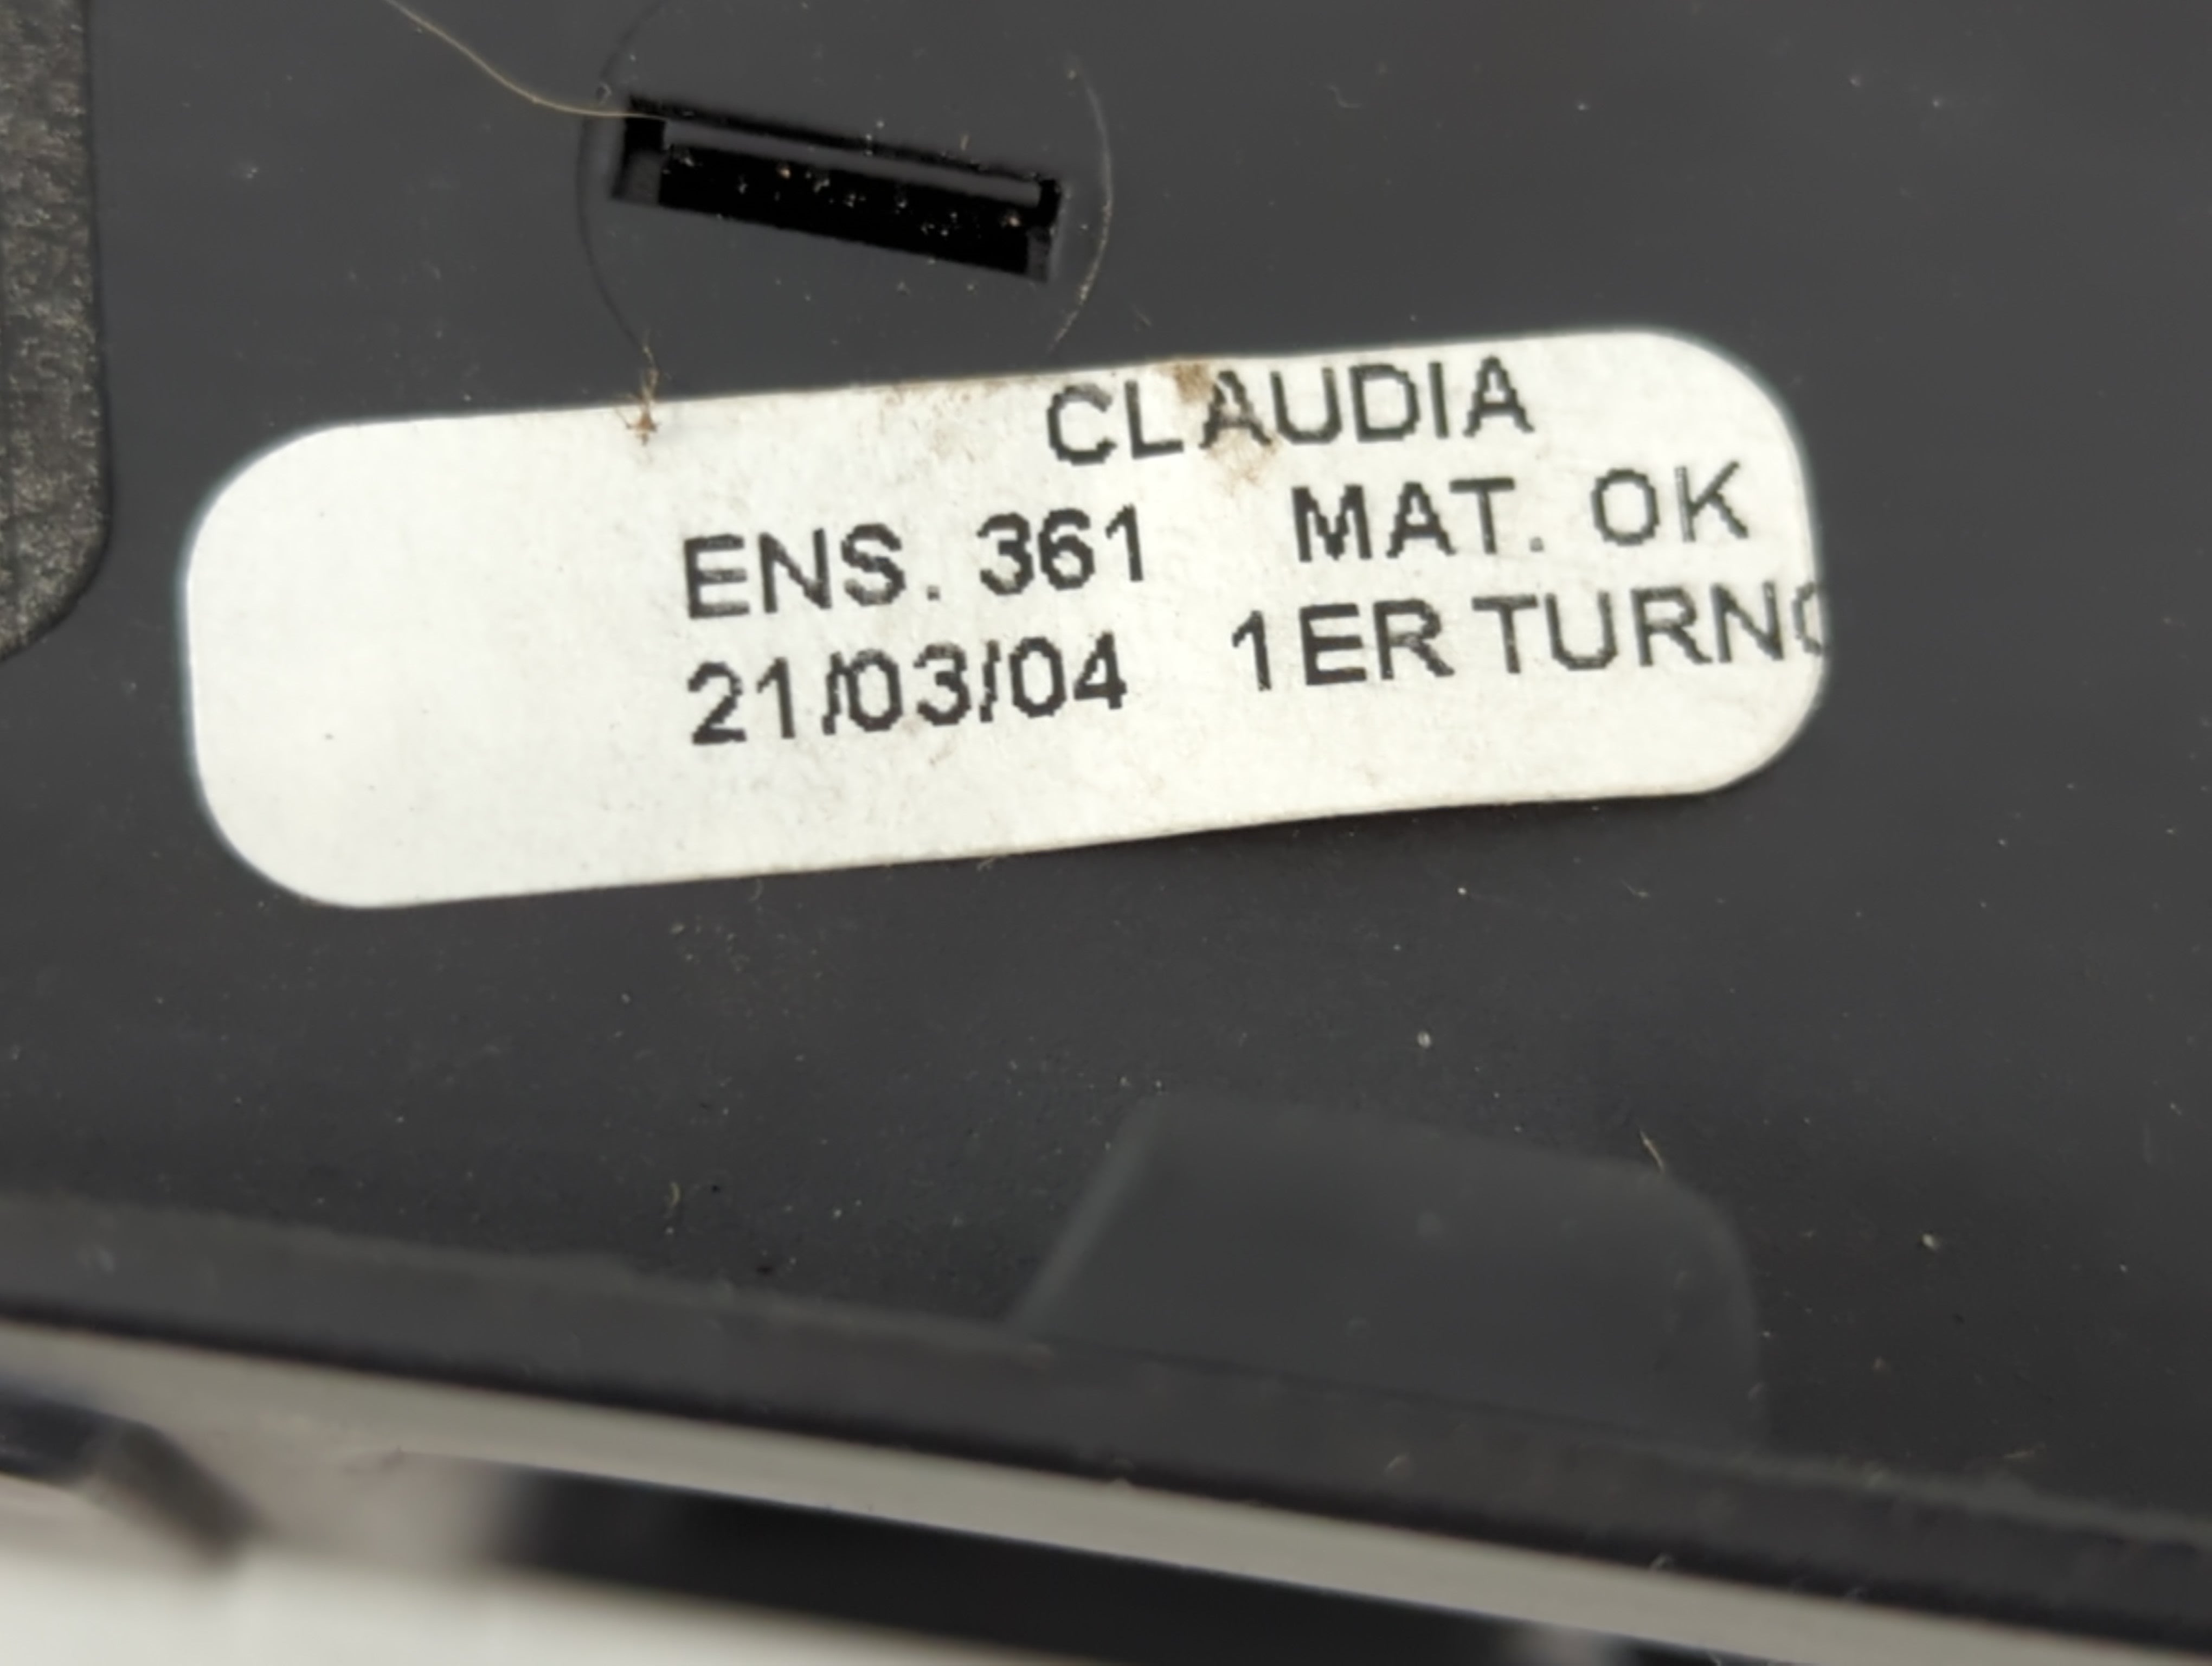 CLAUDIA
ENS. 361 MAT. OK
21/03/04 1ER TURNO